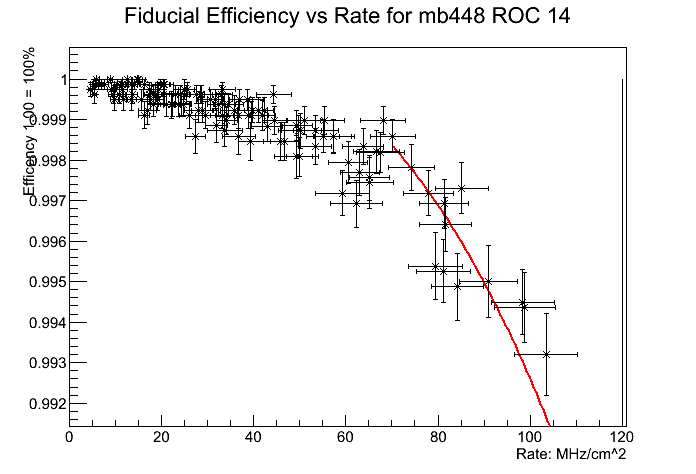 Fiducial Efficiency vs Rate for mb448 ROC 14
Efficency 1.00 = 100%
1
0.999
0.998
0.997
0.996
0.995
0.994
0.993
0.992
0 20 40 60 80 100 120
Rate: MHz/cm^2